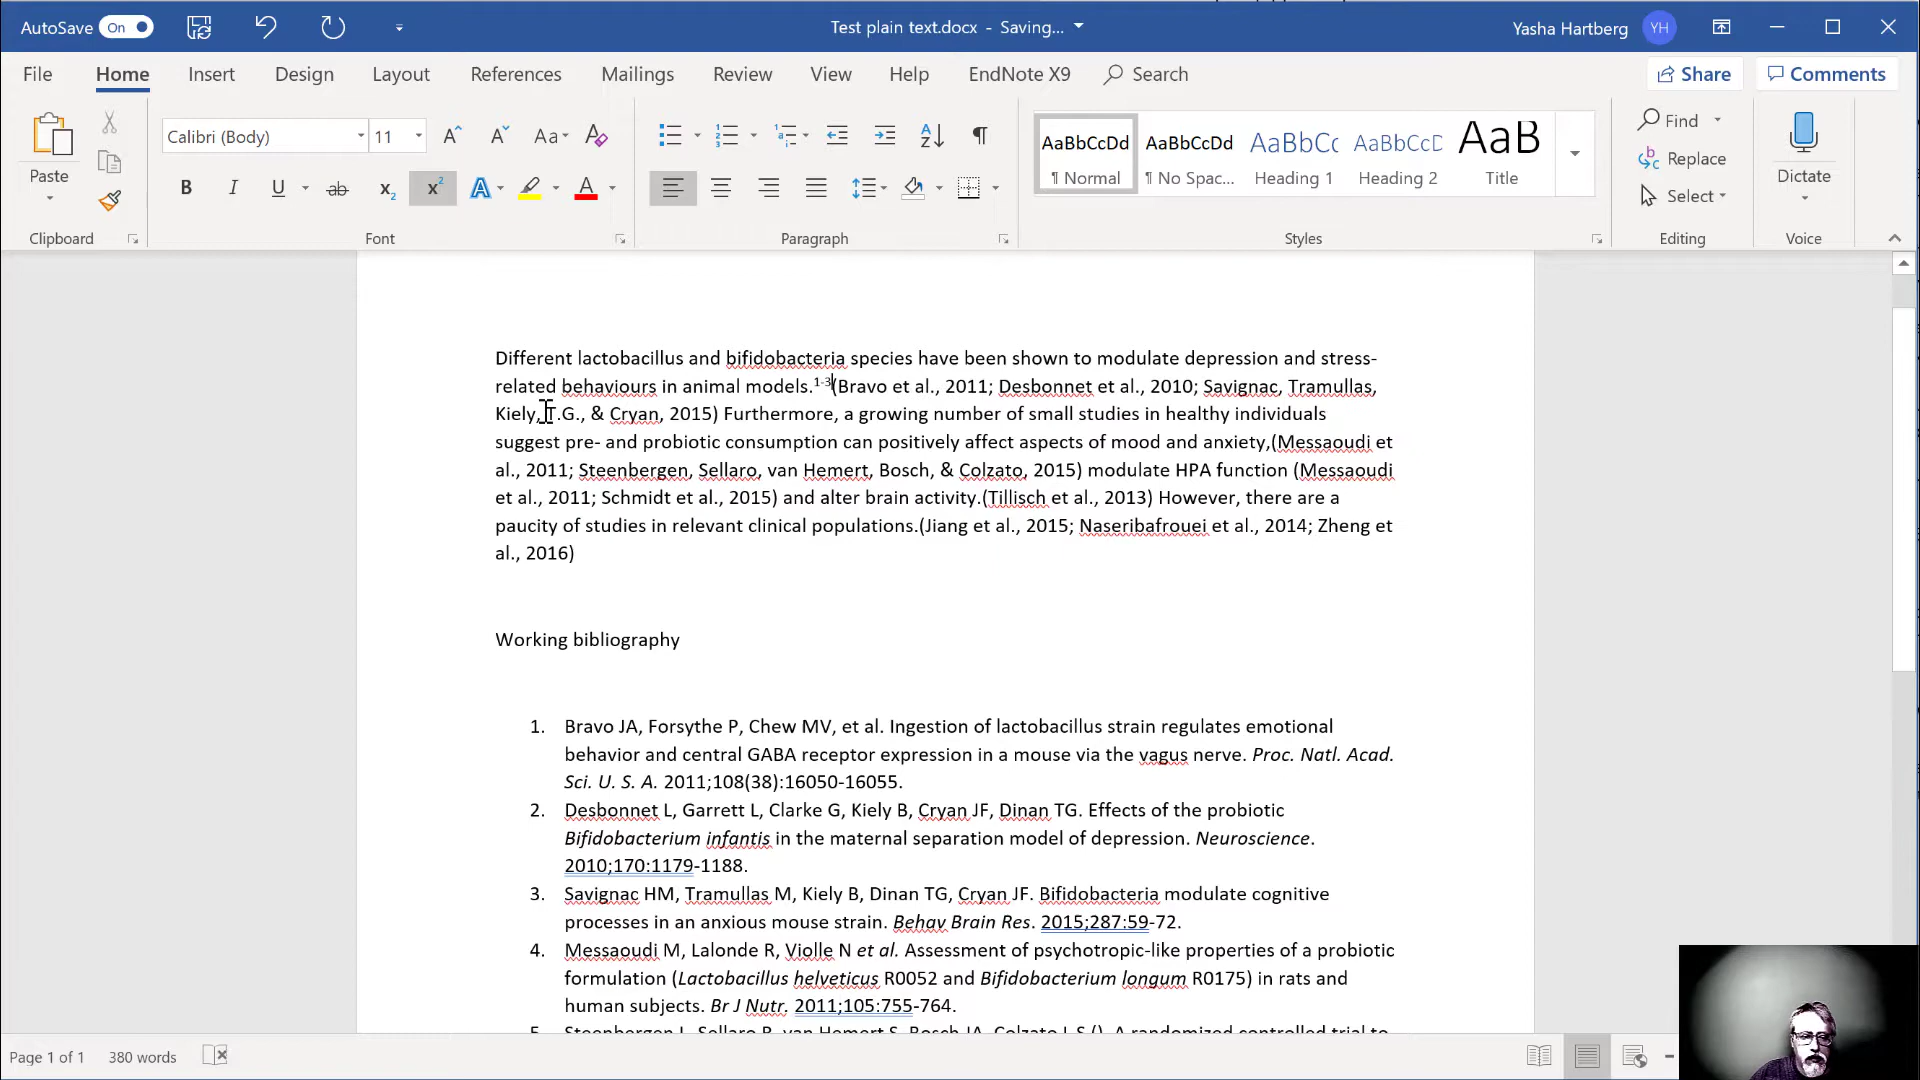 AutoSave On
Test plain text.docx - Saving...
Yasha Hartberg YH
File Home Insert Design Layout References Mailings Review View Help EndNote X9 Search Share Comments
Paste
Clipboard
Calibri (Body) 11
Font
Paragraph
AaBbCcDd AaBbCcDd AaBbCc AaBbCcD AaB
¶ Normal ¶ No Spac... Heading 1 Heading 2 Title
Styles
Find
Replace
Select
Editing
Dictate
Voice
Different lactobacillus and bifidobacteria species have been shown to modulate depression and stress-
related behaviours in animal models.1-3(Bravo et al., 2011; Desbonnet et al., 2010; Savignac, Tramullas,
Kiely, T.G., & Cryan, 2015) Furthermore, a growing number of small studies in healthy individuals
suggest pre- and probiotic consumption can positively affect aspects of mood and anxiety,(Messaoudi et
al., 2011; Steenbergen, Sellaro, van Hemert, Bosch, & Colzato, 2015) modulate HPA function (Messaoudi
et al., 2011; Schmidt et al., 2015) and alter brain activity.(Tillisch et al., 2013) However, there are a
paucity of studies in relevant clinical populations.(Jiang et al., 2015; Naseribafrouei et al., 2014; Zheng et
al., 2016)
Working bibliography
1. Bravo JA, Forsythe P, Chew MV, et al. Ingestion of lactobacillus strain regulates emotional
behavior and central GABA receptor expression in a mouse via the vagus nerve. Proc. Natl. Acad.
Sci. U. S. A. 2011;108(38):16050-16055.
2. Desbonnet L, Garrett L, Clarke G, Kiely B, Cryan JF, Dinan TG. Effects of the probiotic
Bifidobacterium infantis in the maternal separation model of depression. Neuroscience.
2010;170:1179-1188.
3. Savignac HM, Tramullas M, Kiely B, Dinan TG, Cryan JF. Bifidobacteria modulate cognitive
processes in an anxious mouse strain. Behav Brain Res. 2015;287:59-72.
4. Messaoudi M, Lalonde R, Violle N et al. Assessment of psychotropic-like properties of a probiotic
formulation (Lactobacillus helveticus R0052 and Bifidobacterium longum R0175) in rats and
human subjects. Br J Nutr. 2011;105:755-764.
5. Steenbergen L, Sellaro R, van Hemert S, Bosch JA, Colzato L S (). A randomized controlled trial to
Page 1 of 1 380 words